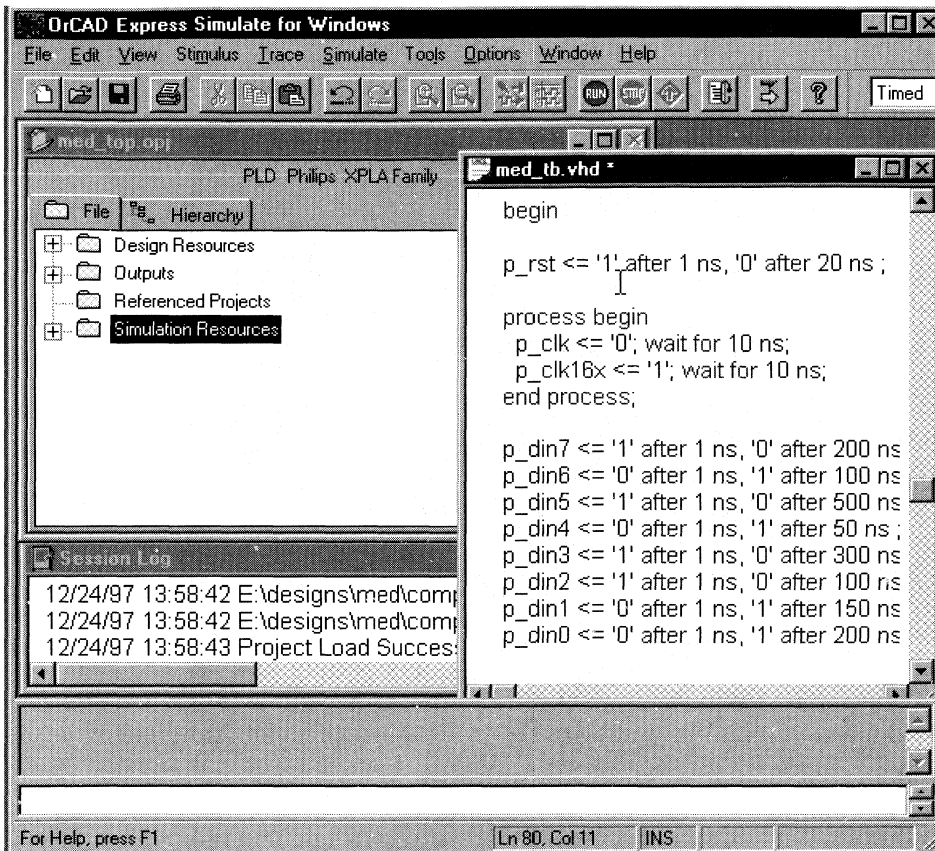 OrCAD Express Simulate for Windows
File Edit View Stimulus Trace Simulate Tools Options Window Help
RUN STOP Timed
med_top.opj
PLD Philips XPLA Family
File Hierarchy
Design Resources
Outputs
Referenced Projects
Simulation Resources
Session Log
12/24/97 13:58:42 E:\designs\med\comp
12/24/97 13:58:42 E:\designs\med\comp
12/24/97 13:58:43 Project Load Success
med_tb.vhd *
begin
p_rst <= '1' after 1 ns, '0' after 20 ns ;
process begin
p_clk <= '0'; wait for 10 ns;
p_clk16x <= '1'; wait for 10 ns;
end process;
p_din7 <= '1' after 1 ns, '0' after 200 ns
p_din6 <= '0' after 1 ns, '1' after 100 ns
p_din5 <= '1' after 1 ns, '0' after 500 ns
p_din4 <= '0' after 1 ns, '1' after 50 ns ;
p_din3 <= '1' after 1 ns, '0' after 300 ns
p_din2 <= '1' after 1 ns, '0' after 100 ns
p_din1 <= '0' after 1 ns, '1' after 150 ns
p_din0 <= '0' after 1 ns, '1' after 200 ns
For Help, press F1
Ln 80, Col 11 INS